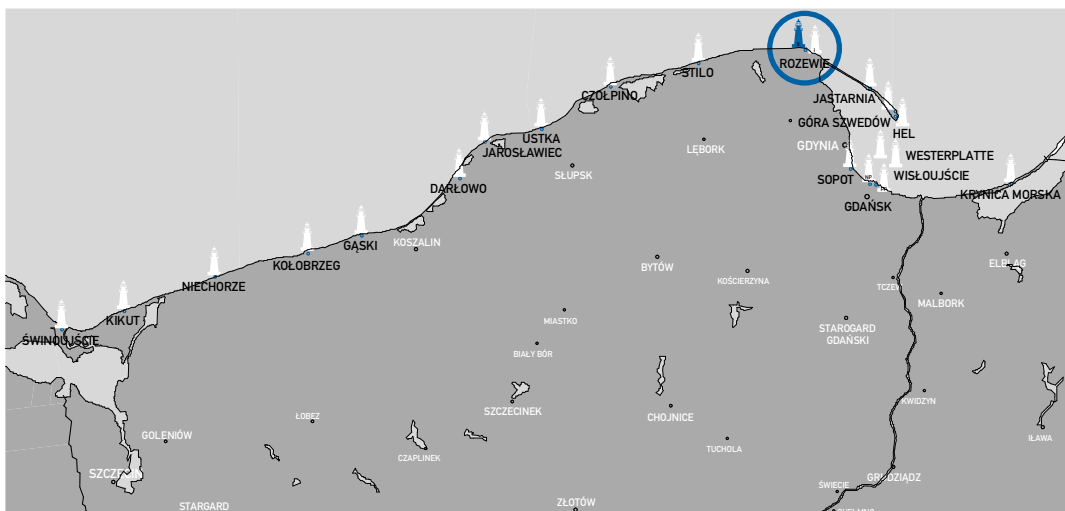 ROZEWIE
STILO
CZOŁPINO
JASTARNIA
USTKA
GÓRA SZWEDÓW
HEL
JAROSŁAWIEC
LĘBORK
GDYNIA
WESTERPLATTE
SŁUPSK
SOPOT
WISŁOUJŚCIE
DARŁOWO
KRYNICA MORSKA
GDAŃSK
GĄSKI
KOSZALIN
KOŁOBRZEG
BYTÓW
ELBLĄG
KOŚCIERZYNA
NIECHORZE
MALBORK
KIKUT
MIASTKO
STAROGARD
GDAŃSKI
ŚWINOUJŚCIE
BIAŁY BÓR
KWIDZYN
SZCZECINEK
CHOJNICE
ŁOBEZ
GOLENIÓW
TUCHOLA
IŁAWA
CZAPLINEK
SZCZECIN
GRUDZIĄDZ
ŚWIECIE
STARGARD
ZŁOTÓW